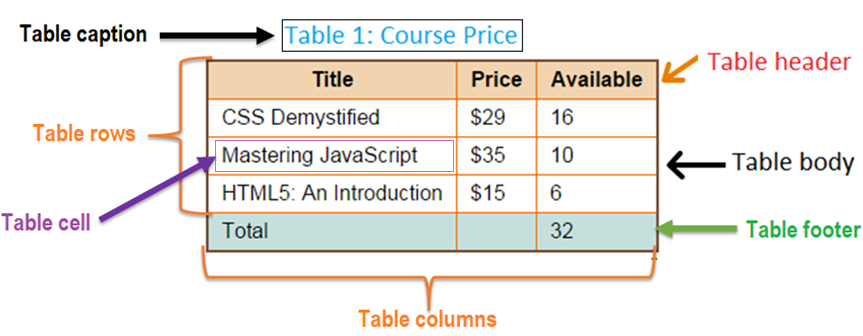 Table caption
Table 1: Course Price
Table header
Title Price Available
CSS Demystified $29 16
Table rows
Mastering JavaScript $35 10
Table body
HTML5: An Introduction $15 6
Table cell
Total 32
Table footer
Table columns